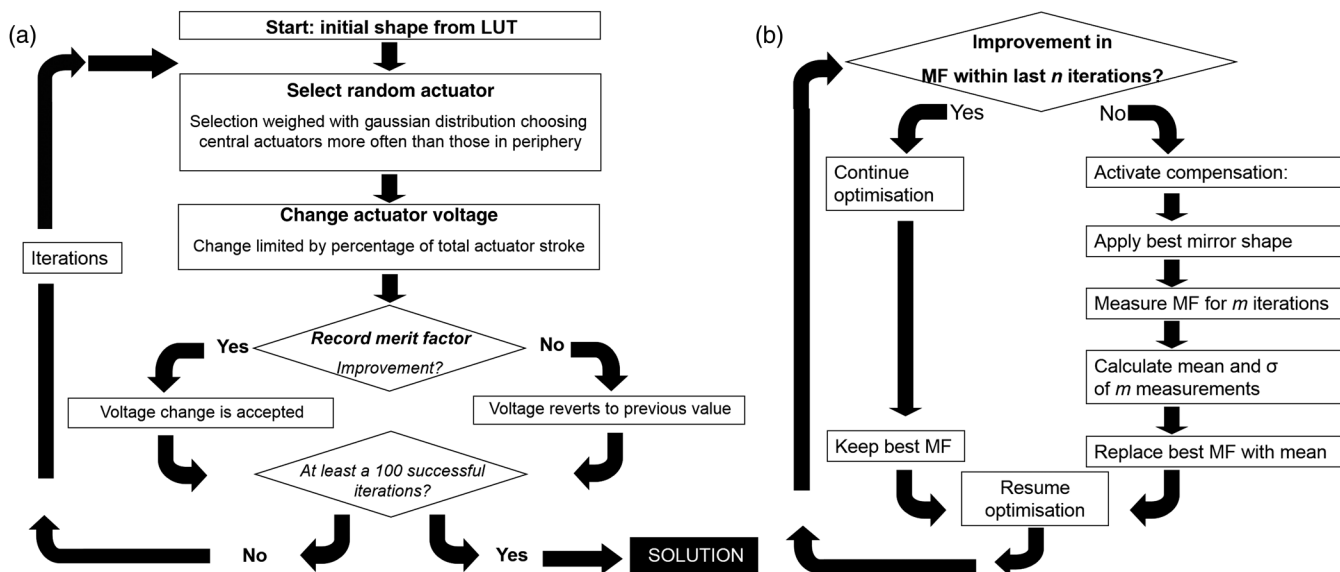 (a)
Start: initial shape from LUT
Select random actuator
Selection weighed with gaussian distribution choosing
central actuators more often than those in periphery
Change actuator voltage
Change limited by percentage of total actuator stroke
Iterations
Record merit factor
Improvement?
Yes
No
Voltage change is accepted
Voltage reverts to previous value
At least a 100 successful
iterations?
No
Yes
SOLUTION
(b)
Improvement in
MF within last n iterations?
Yes
No
Continue
optimisation
Activate compensation:
Apply best mirror shape
Measure MF for m iterations
Calculate mean and σ
of m measurements
Keep best MF
Replace best MF with mean
Resume
optimisation